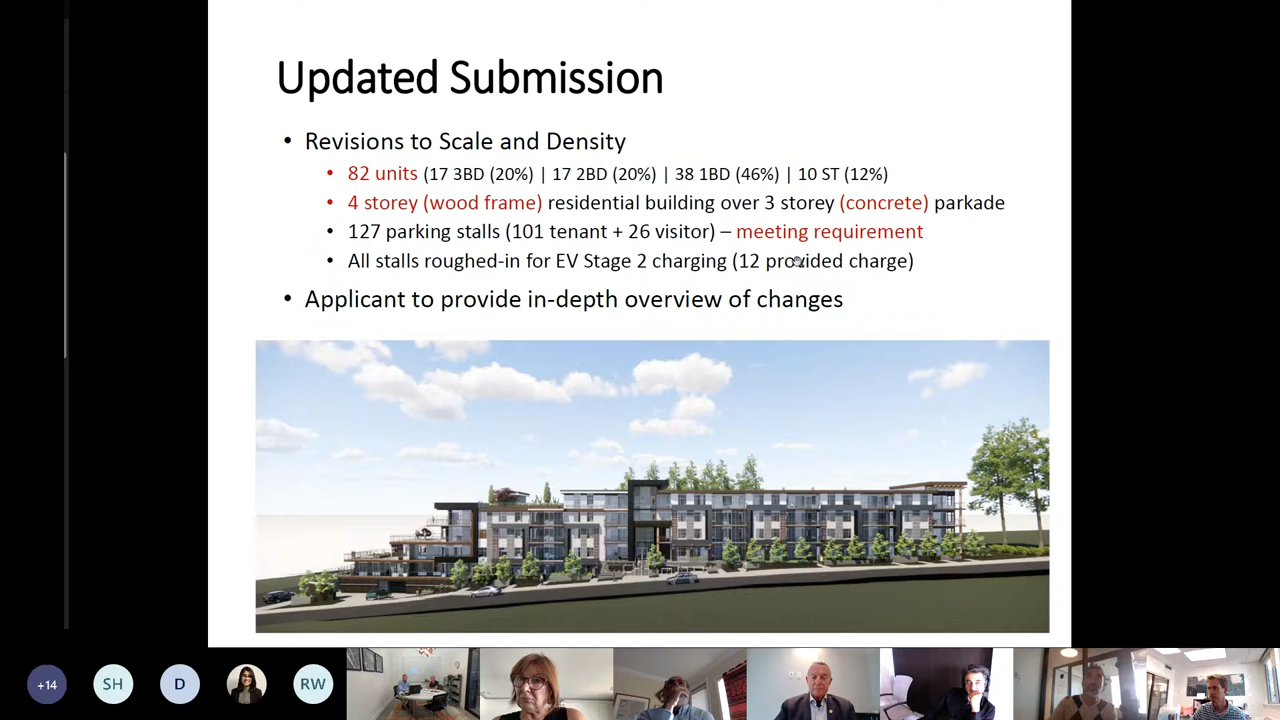 Updated Submission
• Revisions to Scale and Density
• 82 units (17 3BD (20%) | 17 2BD (20%) | 38 1BD (46%) | 10 ST (12%)
• 4 storey (wood frame) residential building over 3 storey (concrete) parkade
• 127 parking stalls (101 tenant + 26 visitor) – meeting requirement
• All stalls roughed-in for EV Stage 2 charging (12 provided charge)
• Applicant to provide in-depth overview of changes
+14
SH
D
RW